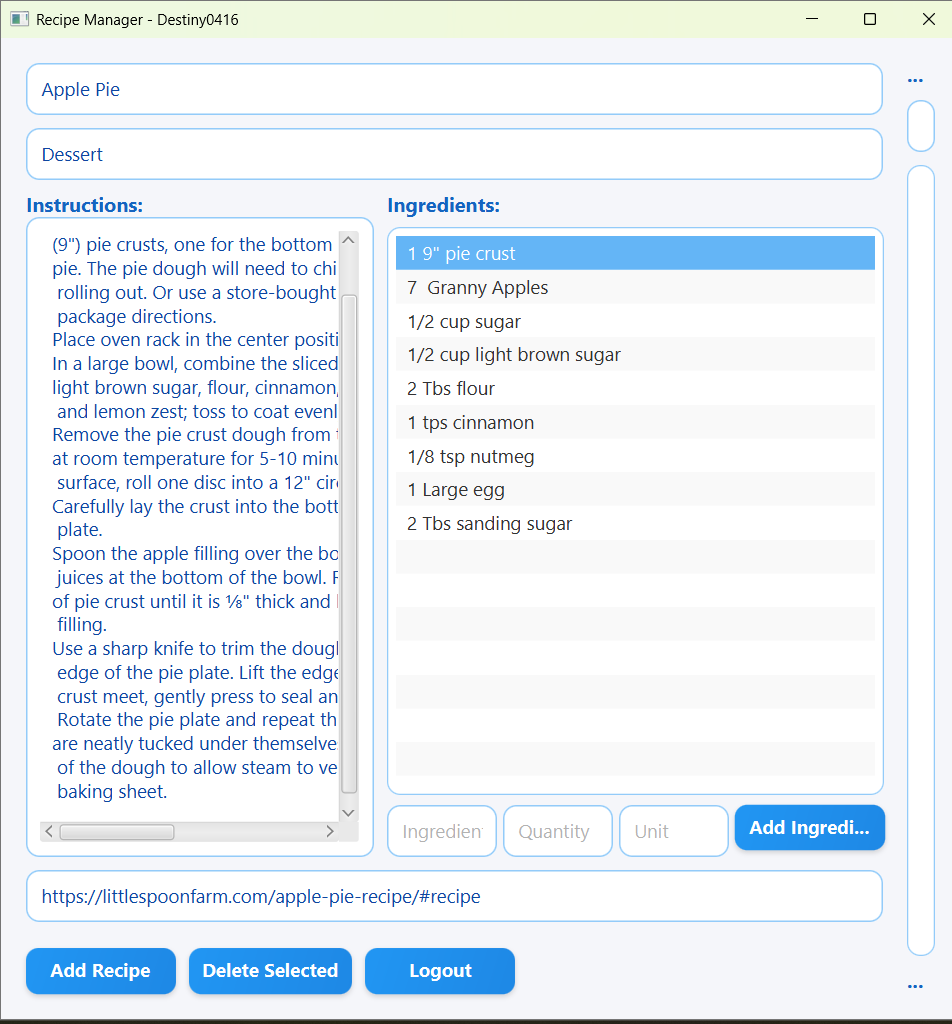 Recipe Manager - Destiny0416
...
Apple Pie
Dessert
Instructions:
(9") pie crusts, one for the bottom
pie. The pie dough will need to chi
rolling out. Or use a store-bought
package directions.
Place oven rack in the center positi
In a large bowl, combine the sliced
light brown sugar, flour, cinnamon,
and lemon zest; toss to coat evenl
Remove the pie crust dough from
at room temperature for 5-10 minu
surface, roll one disc into a 12" cir
Carefully lay the crust into the bott
plate.
Spoon the apple filling over the bo
juices at the bottom of the bowl.
of pie crust until it is ⅛" thick and
filling.
Use a sharp knife to trim the dough
edge of the pie plate. Lift the edge
crust meet, gently press to seal an
Rotate the pie plate and repeat th
are neatly tucked under themselve
of the dough to allow steam to ve
baking sheet.
Ingredients:
1 9" pie crust
7  Granny Apples
1/2 cup sugar
1/2 cup light brown sugar
2 Tbs flour
1 tps cinnamon
1/8 tsp nutmeg
1 Large egg
2 Tbs sanding sugar
Ingredien
Quantity
Unit
Add Ingredi...
https://littlespoonfarm.com/apple-pie-recipe/#recipe
Add Recipe
Delete Selected
Logout
...